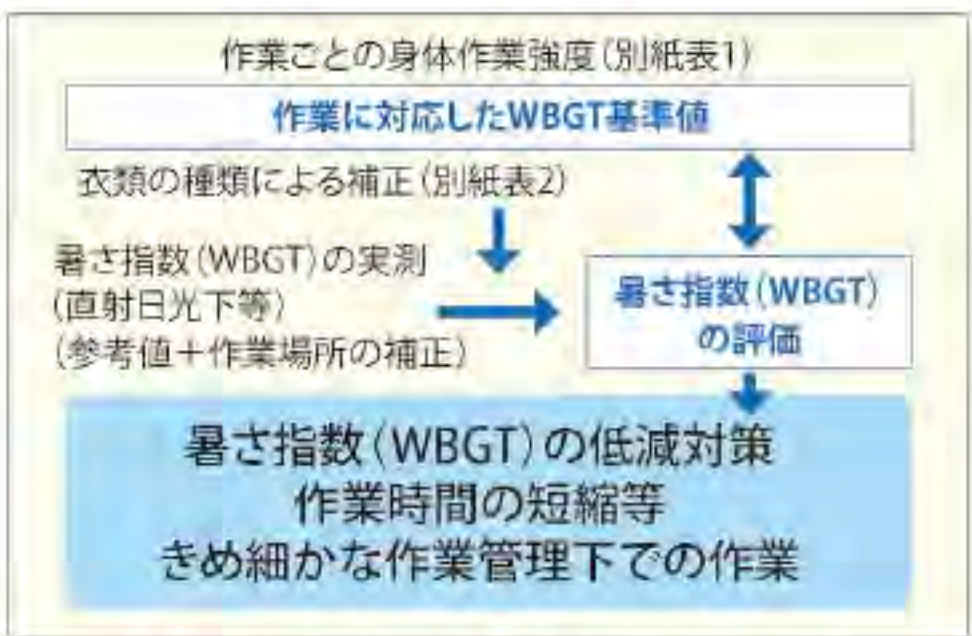 作業ごとの身体作業強度(別紙表1)
作業に対応したWBGT基準値
衣類の種類による補正(別紙表2)
暑さ指数(WBGT)の実測
(直射日光下等)
(参考値+作業場所の補正)
暑さ指数(WBGT)
の評価
暑さ指数(WBGT)の低減対策
作業時間の短縮等
きめ細かな作業管理下での作業